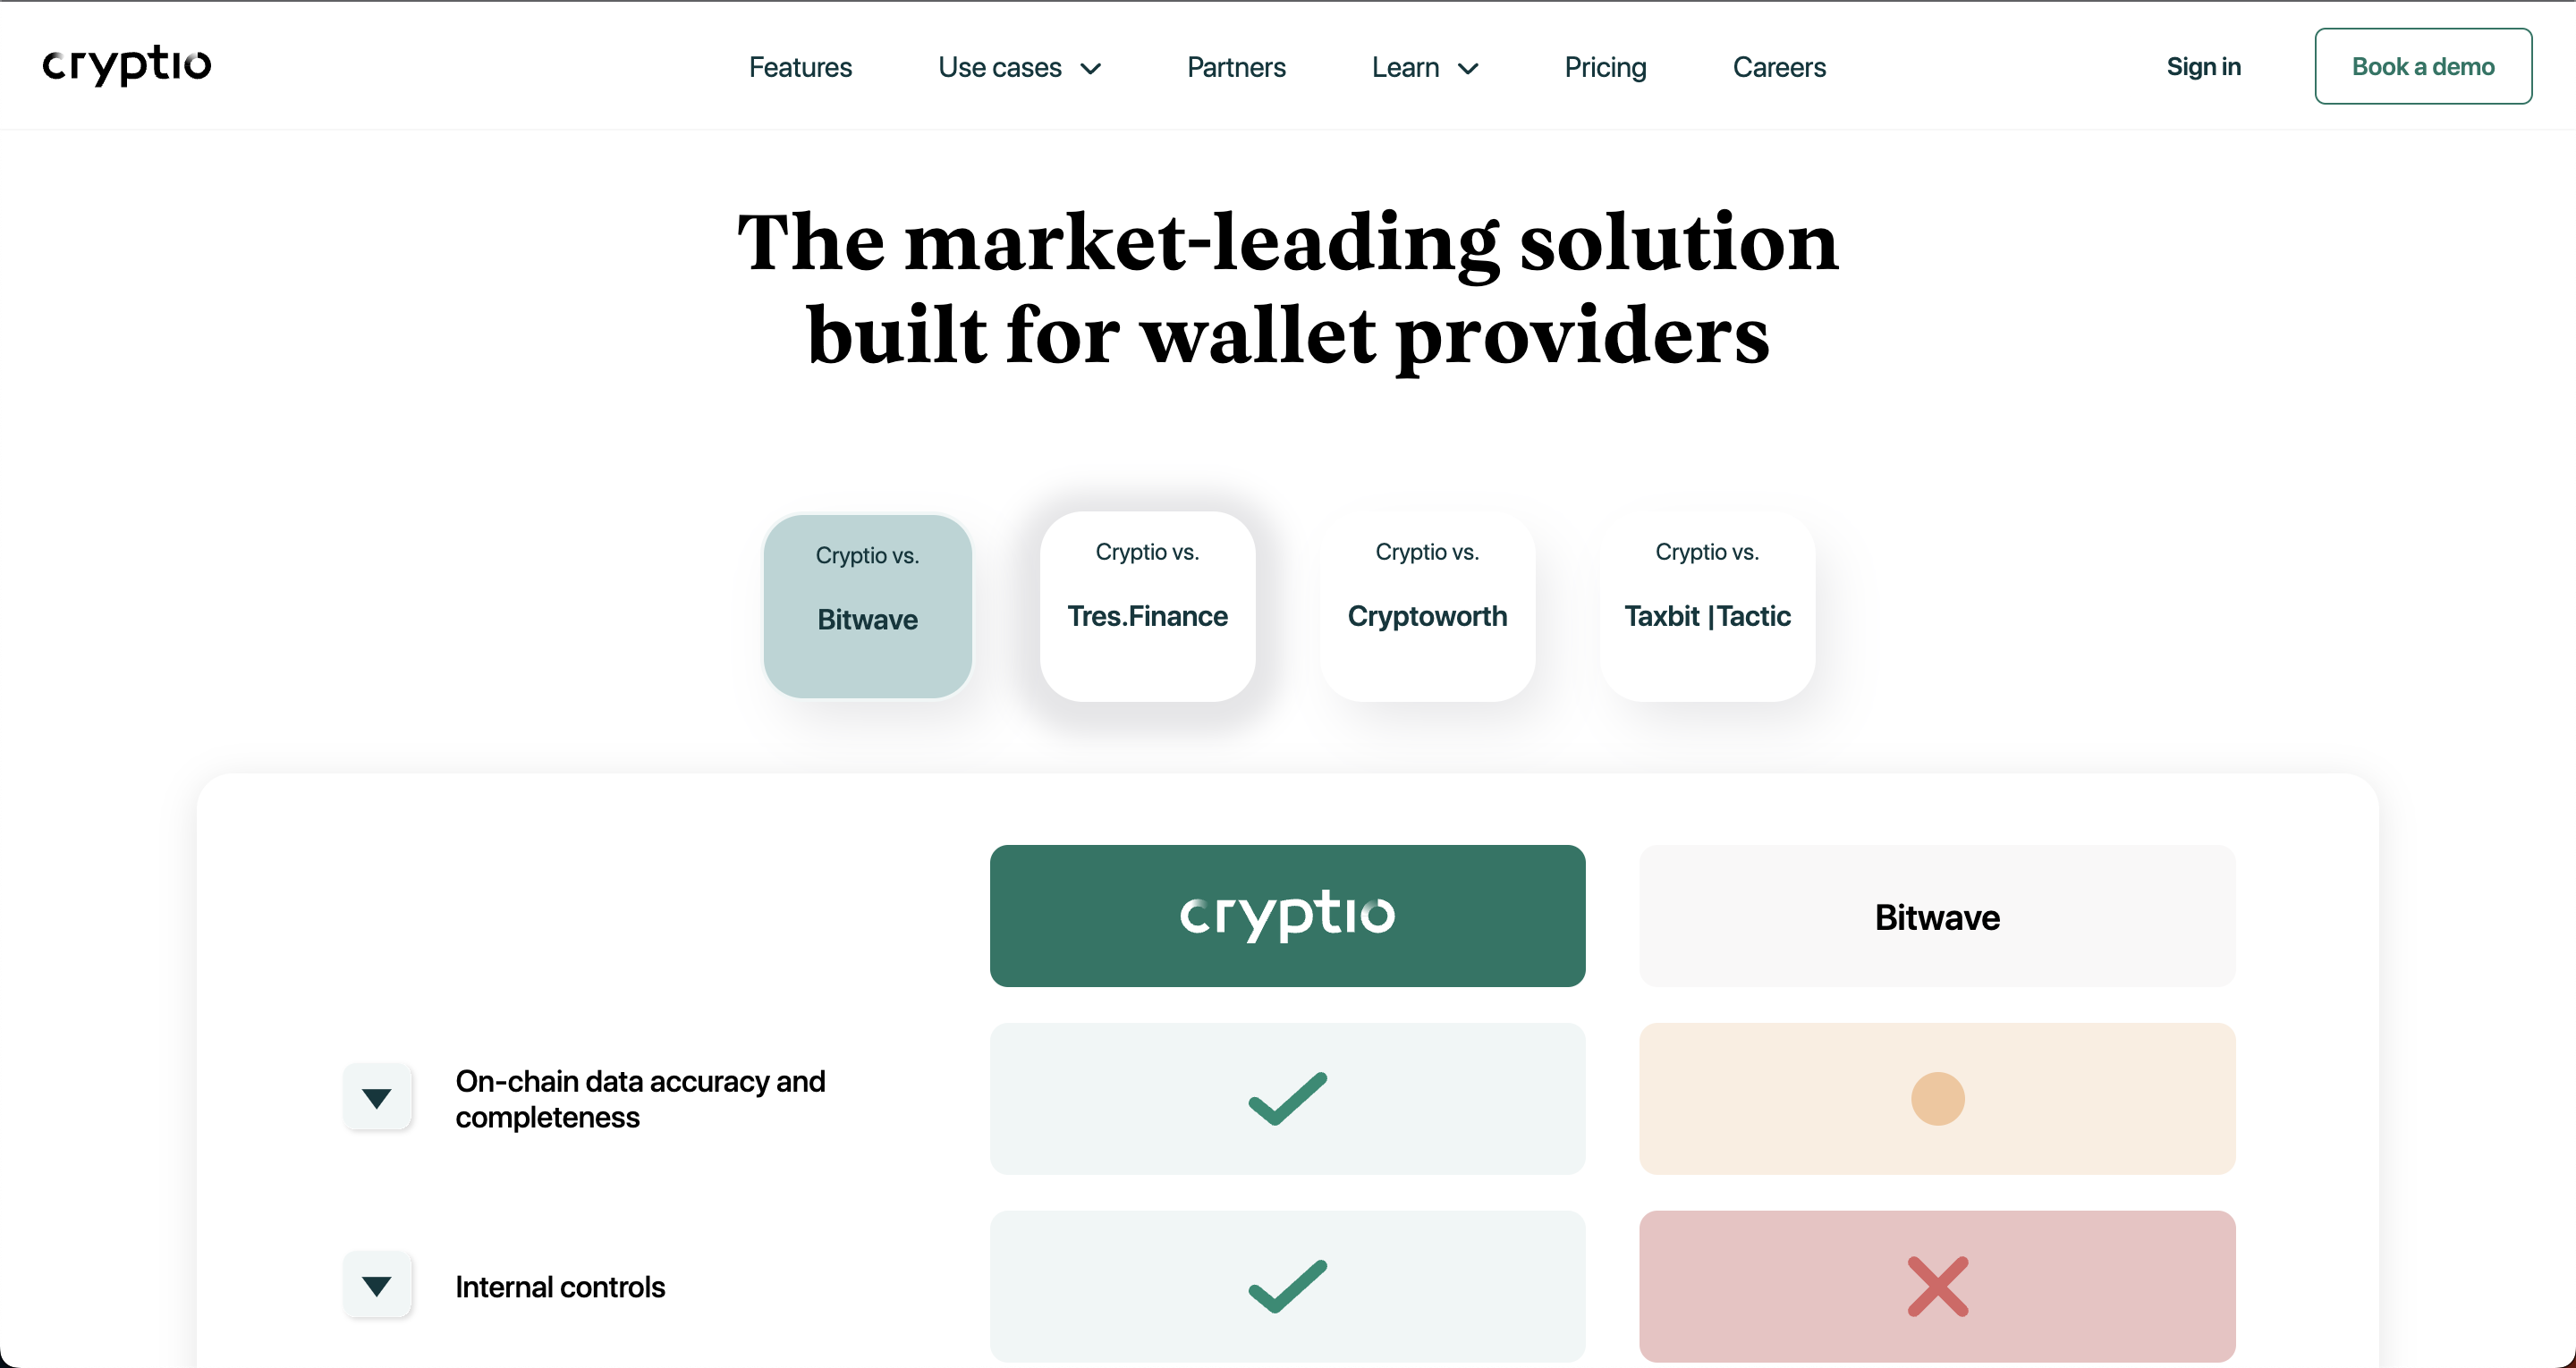 cryptio
Features
Use cases
Partners
Learn
Pricing
Careers
Sign in
Book a demo
The market-leading solution
built for wallet providers
Cryptio vs.
Bitwave
Cryptio vs.
Tres.Finance
Cryptio vs.
Cryptoworth
Cryptio vs.
Taxbit |Tactic
cryptio
Bitwave
On-chain data accuracy and
completeness
Internal controls